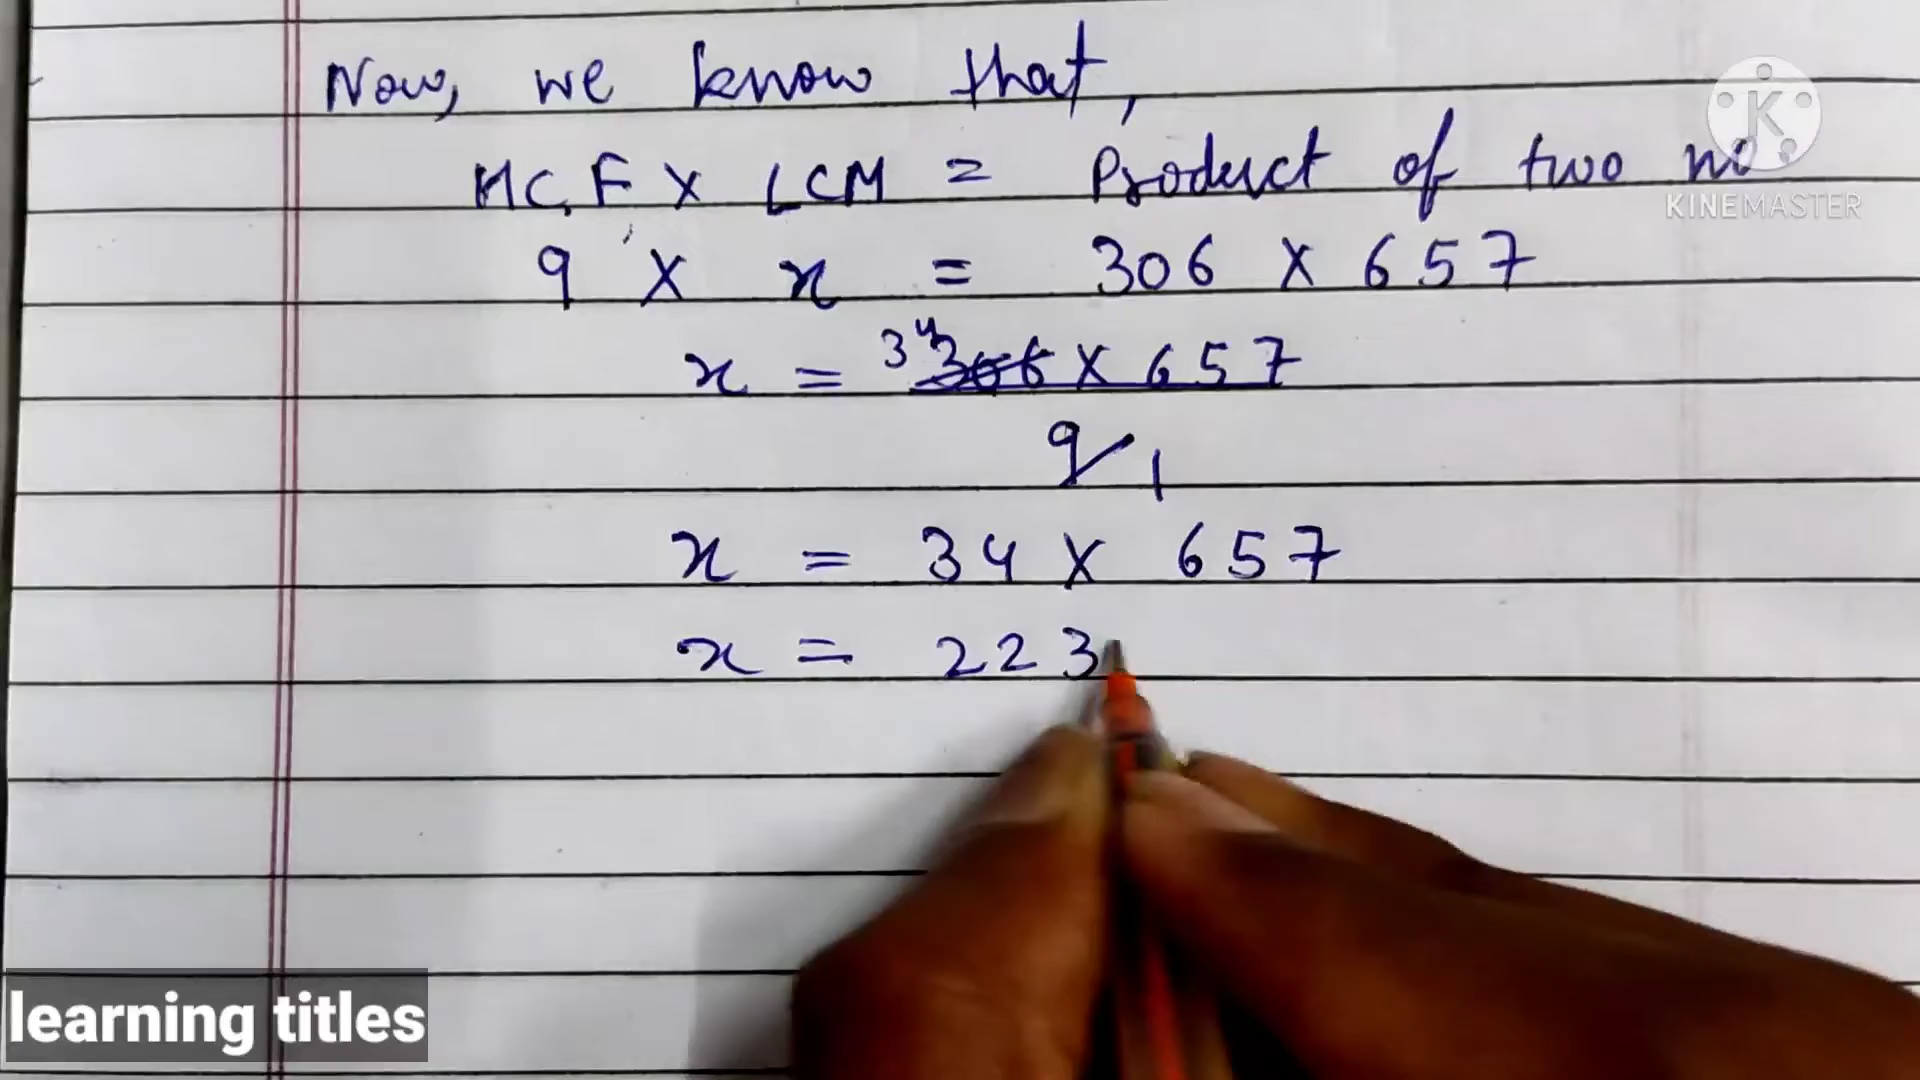 Now, we know that,
HCF X LCM = Product of two no.
9 X x = 306 X 657
x = 34 306 X 657
9 1
x = 34 X 657
x = 223
KINEMASTER
learning titles